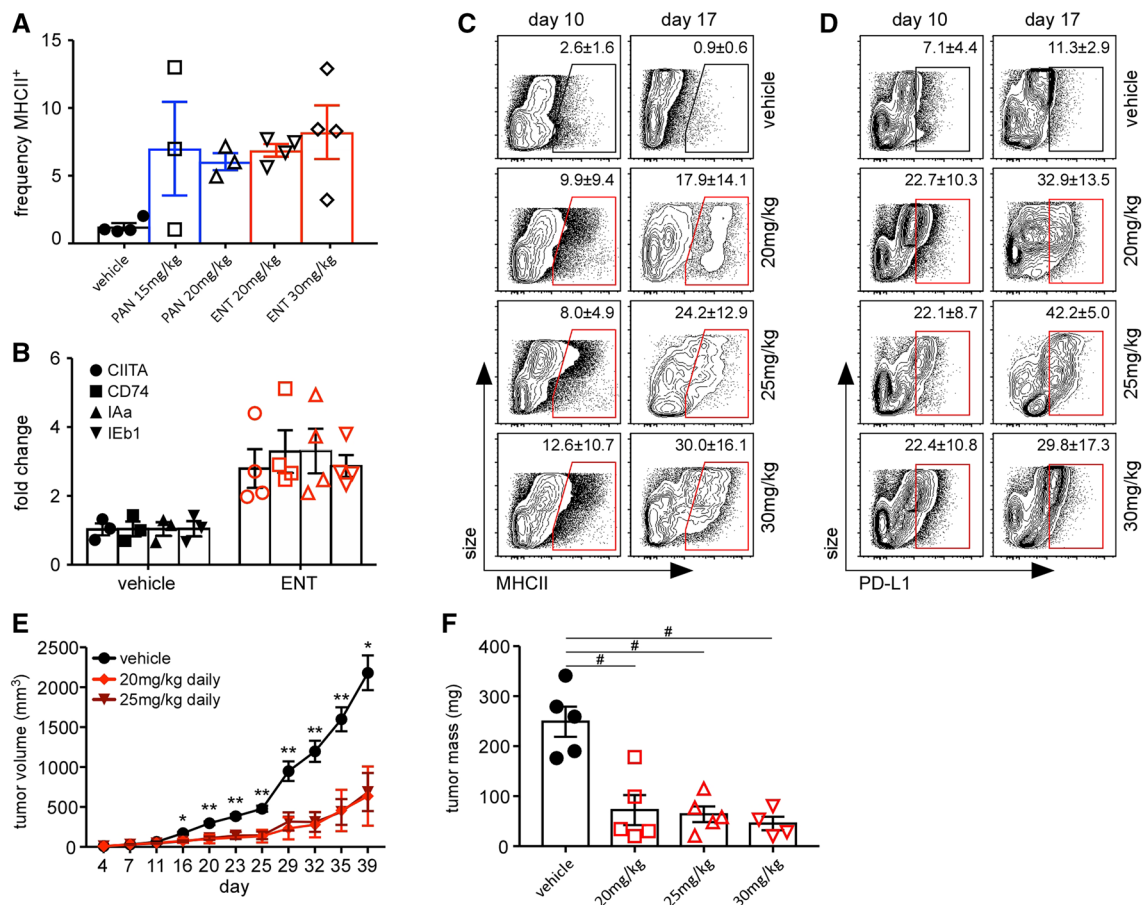 A
15
10
5
0
frequency MHCII+
vehicle
PAN 15mg/kg
PAN 20mg/kg
ENT 20mg/kg
ENT 30mg/kg
B
6
4
2
0
fold change
CIITA
CD74
IAa
IEb1
vehicle
ENT
C
day 10
day 17
2.6±1.6
0.9±0.6
vehicle
9.9±9.4
17.9±14.1
20mg/kg
8.0±4.9
24.2±12.9
25mg/kg
12.6±10.7
30.0±16.1
30mg/kg
size
MHCII
D
day 10
day 17
7.1±4.4
11.3±2.9
vehicle
22.7±10.3
32.9±13.5
20mg/kg
22.1±8.7
42.2±5.0
25mg/kg
22.4±10.8
29.8±17.3
30mg/kg
size
PD-L1
E
2500
2000
1500
1000
500
0
tumor volume (mm³)
vehicle
20mg/kg daily
25mg/kg daily
* ** ** ** ** ** ** *
4 7 11 16 20 23 25 29 32 35 39
day
F
400
300
200
100
0
tumor mass (mg)
#
#
#
vehicle
20mg/kg
25mg/kg
30mg/kg